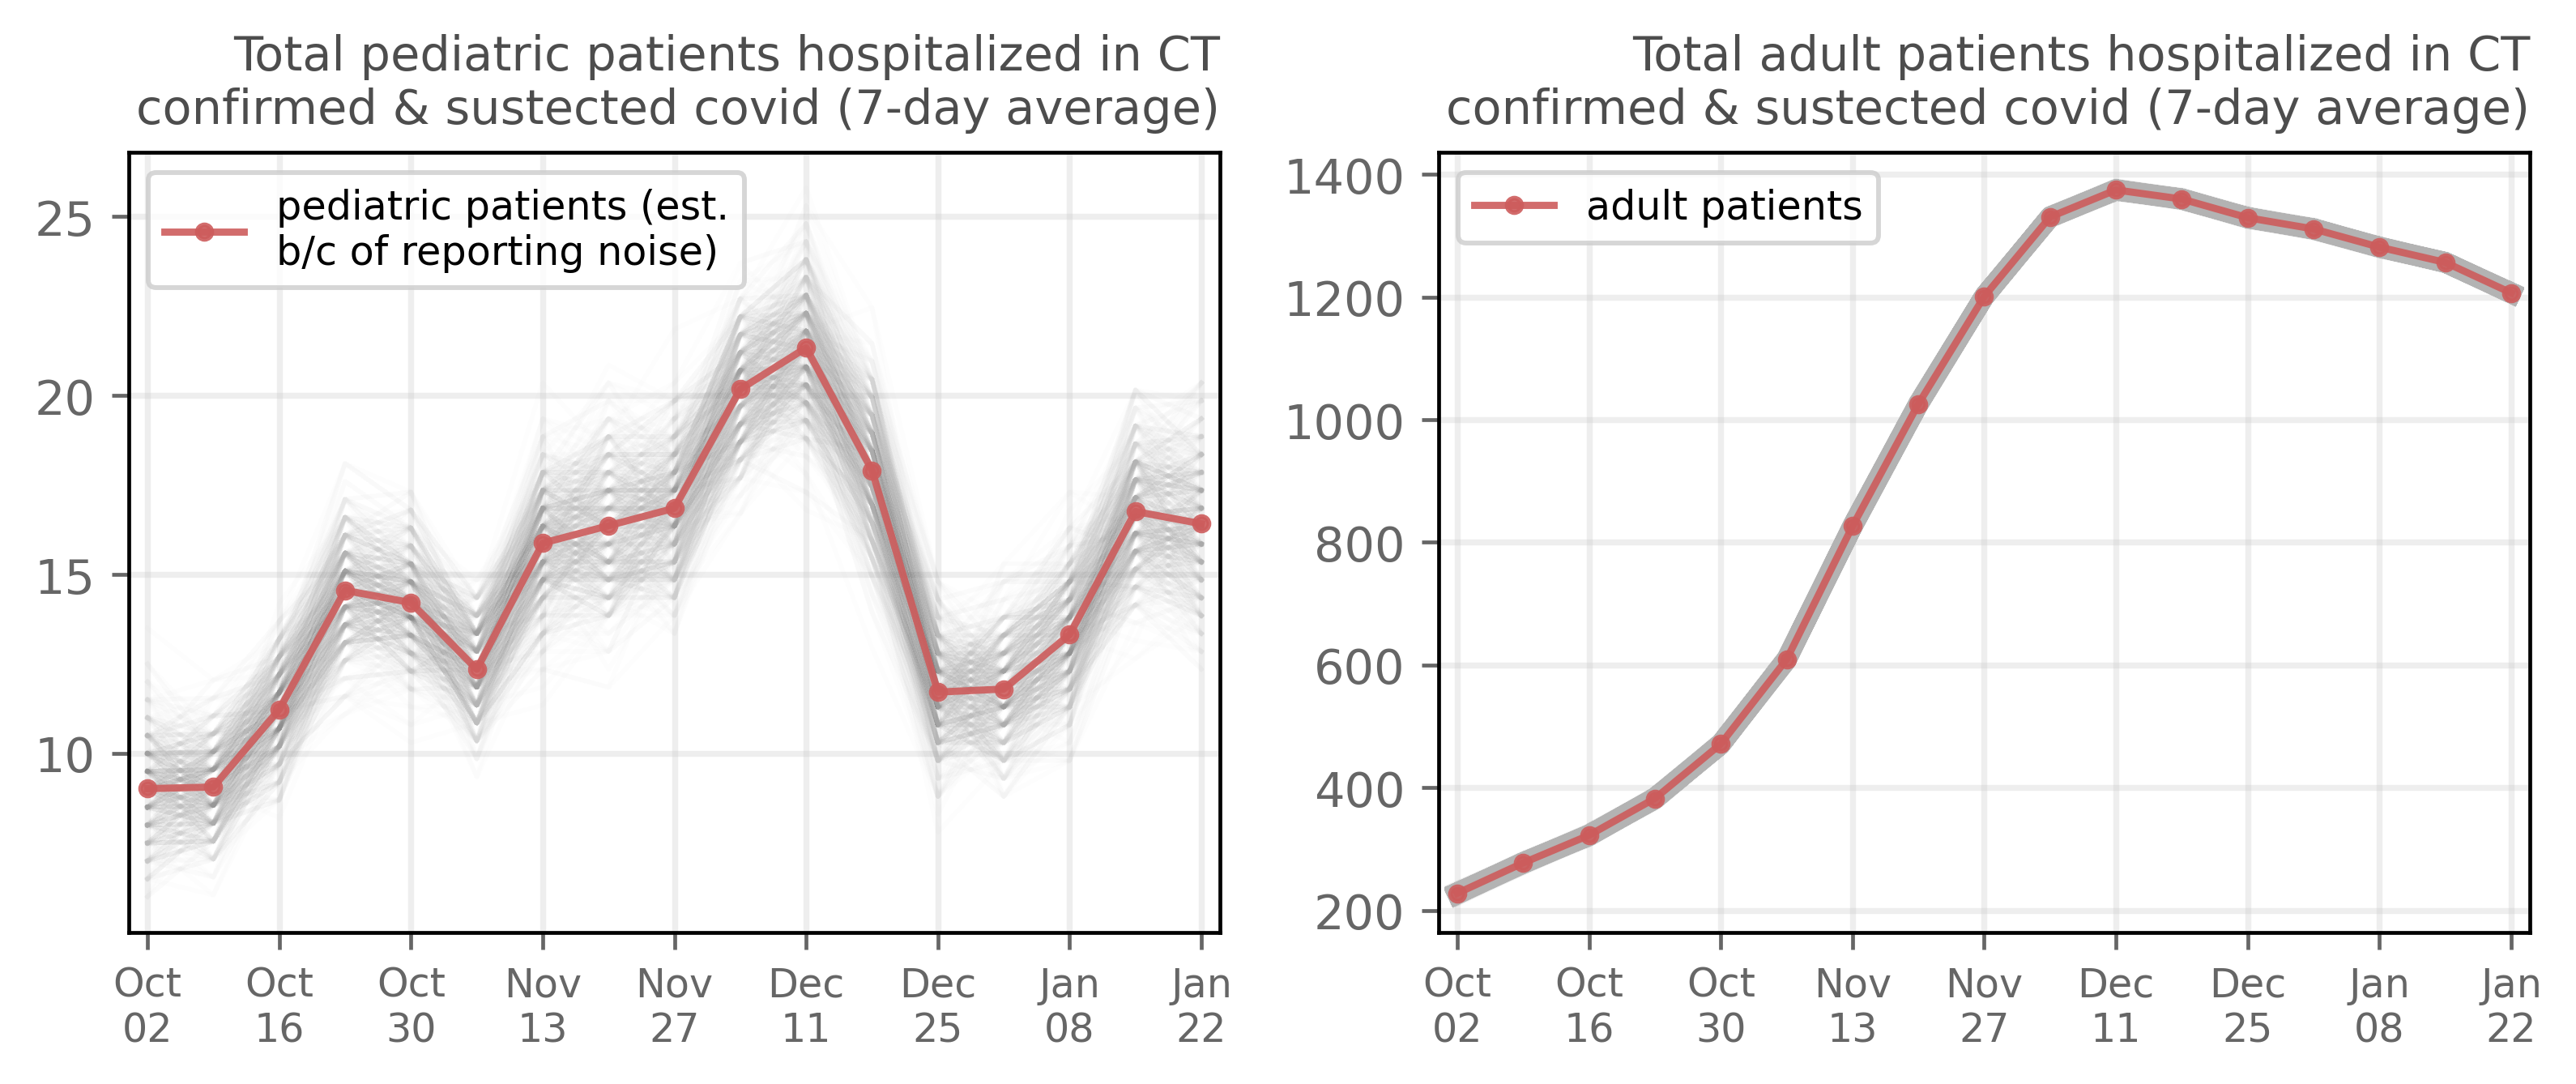 Total pediatric patients hospitalized in CT
confirmed & sustected covid (7-day average)
pediatric patients (est.
b/c of reporting noise)
25
20
15
10
Oct Oct Oct Nov Nov Dec Dec Jan Jan
02 16 30 13 27 11 25 08 22
Total adult patients hospitalized in CT
confirmed & sustected covid (7-day average)
adult patients
1400
1200
1000
800
600
400
200
Oct Oct Oct Nov Nov Dec Dec Jan Jan
02 16 30 13 27 11 25 08 22